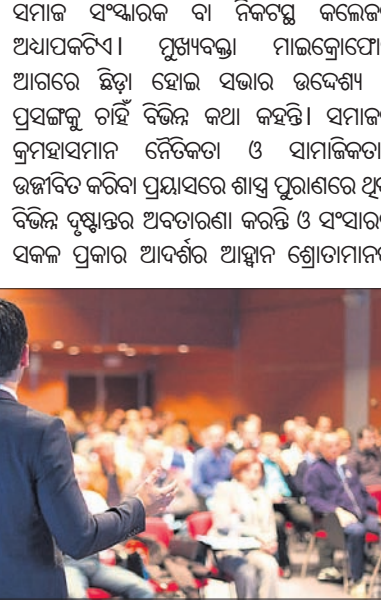 ସମାଜ ସଂସ୍କାରକ ବା ନିକଟସ୍ଥ କଲେଜ
ଅଧ୍ୟାପକଟିଏ। ମୁଖ୍ୟବକ୍ତା ମାଇକ୍ରୋଫୋ
ଆଗରେ ଛିଡ଼ା ହୋଇ ସଭାର ଉଦ୍ଦେଶ୍ୟ
ପ୍ରସଙ୍ଗକୁ ଚାହିଁ ବିଭିନ୍ନ କଥା କହନ୍ତି। ସମାଜ
କ୍ରମହାସମାନ ନୈତିକତା ଓ ସାମାଜିକତା
ଉଜ୍ଜୀବିତ କରିବା ପ୍ରୟାସରେ ଶାସ୍ତ୍ର ପୁରାଣରେ ଥି
ବିଭିନ୍ନ ଦୃଷ୍ଟାନ୍ତର ଅବତାରଣା କରନ୍ତି ଓ ସଂସାର
ସକଳ ପ୍ରକାର ଆଦର୍ଶର ଆହ୍ୱାନ ଶ୍ରୋତାମାନ